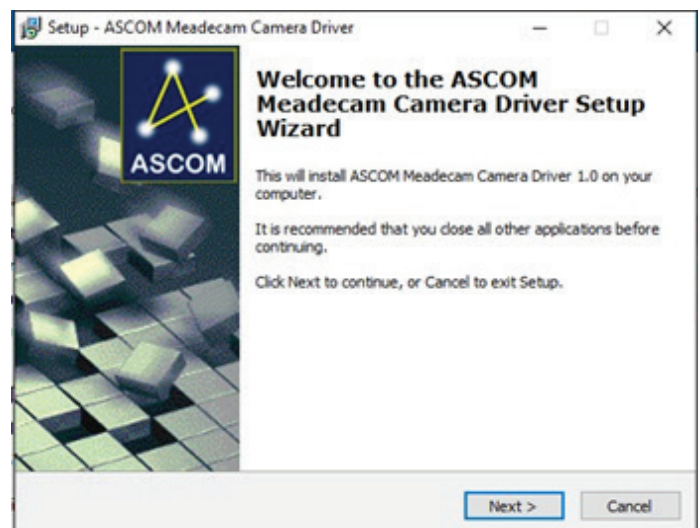 Setup - ASCOM Meadecam Camera Driver
ASCOM
Welcome to the ASCOM
Meadecam Camera Driver Setup
Wizard
This will install ASCOM Meadecam Camera Driver 1.0 on your
computer.
It is recommended that you close all other applications before
continuing.
Click Next to continue, or Cancel to exit Setup.
Next >
Cancel